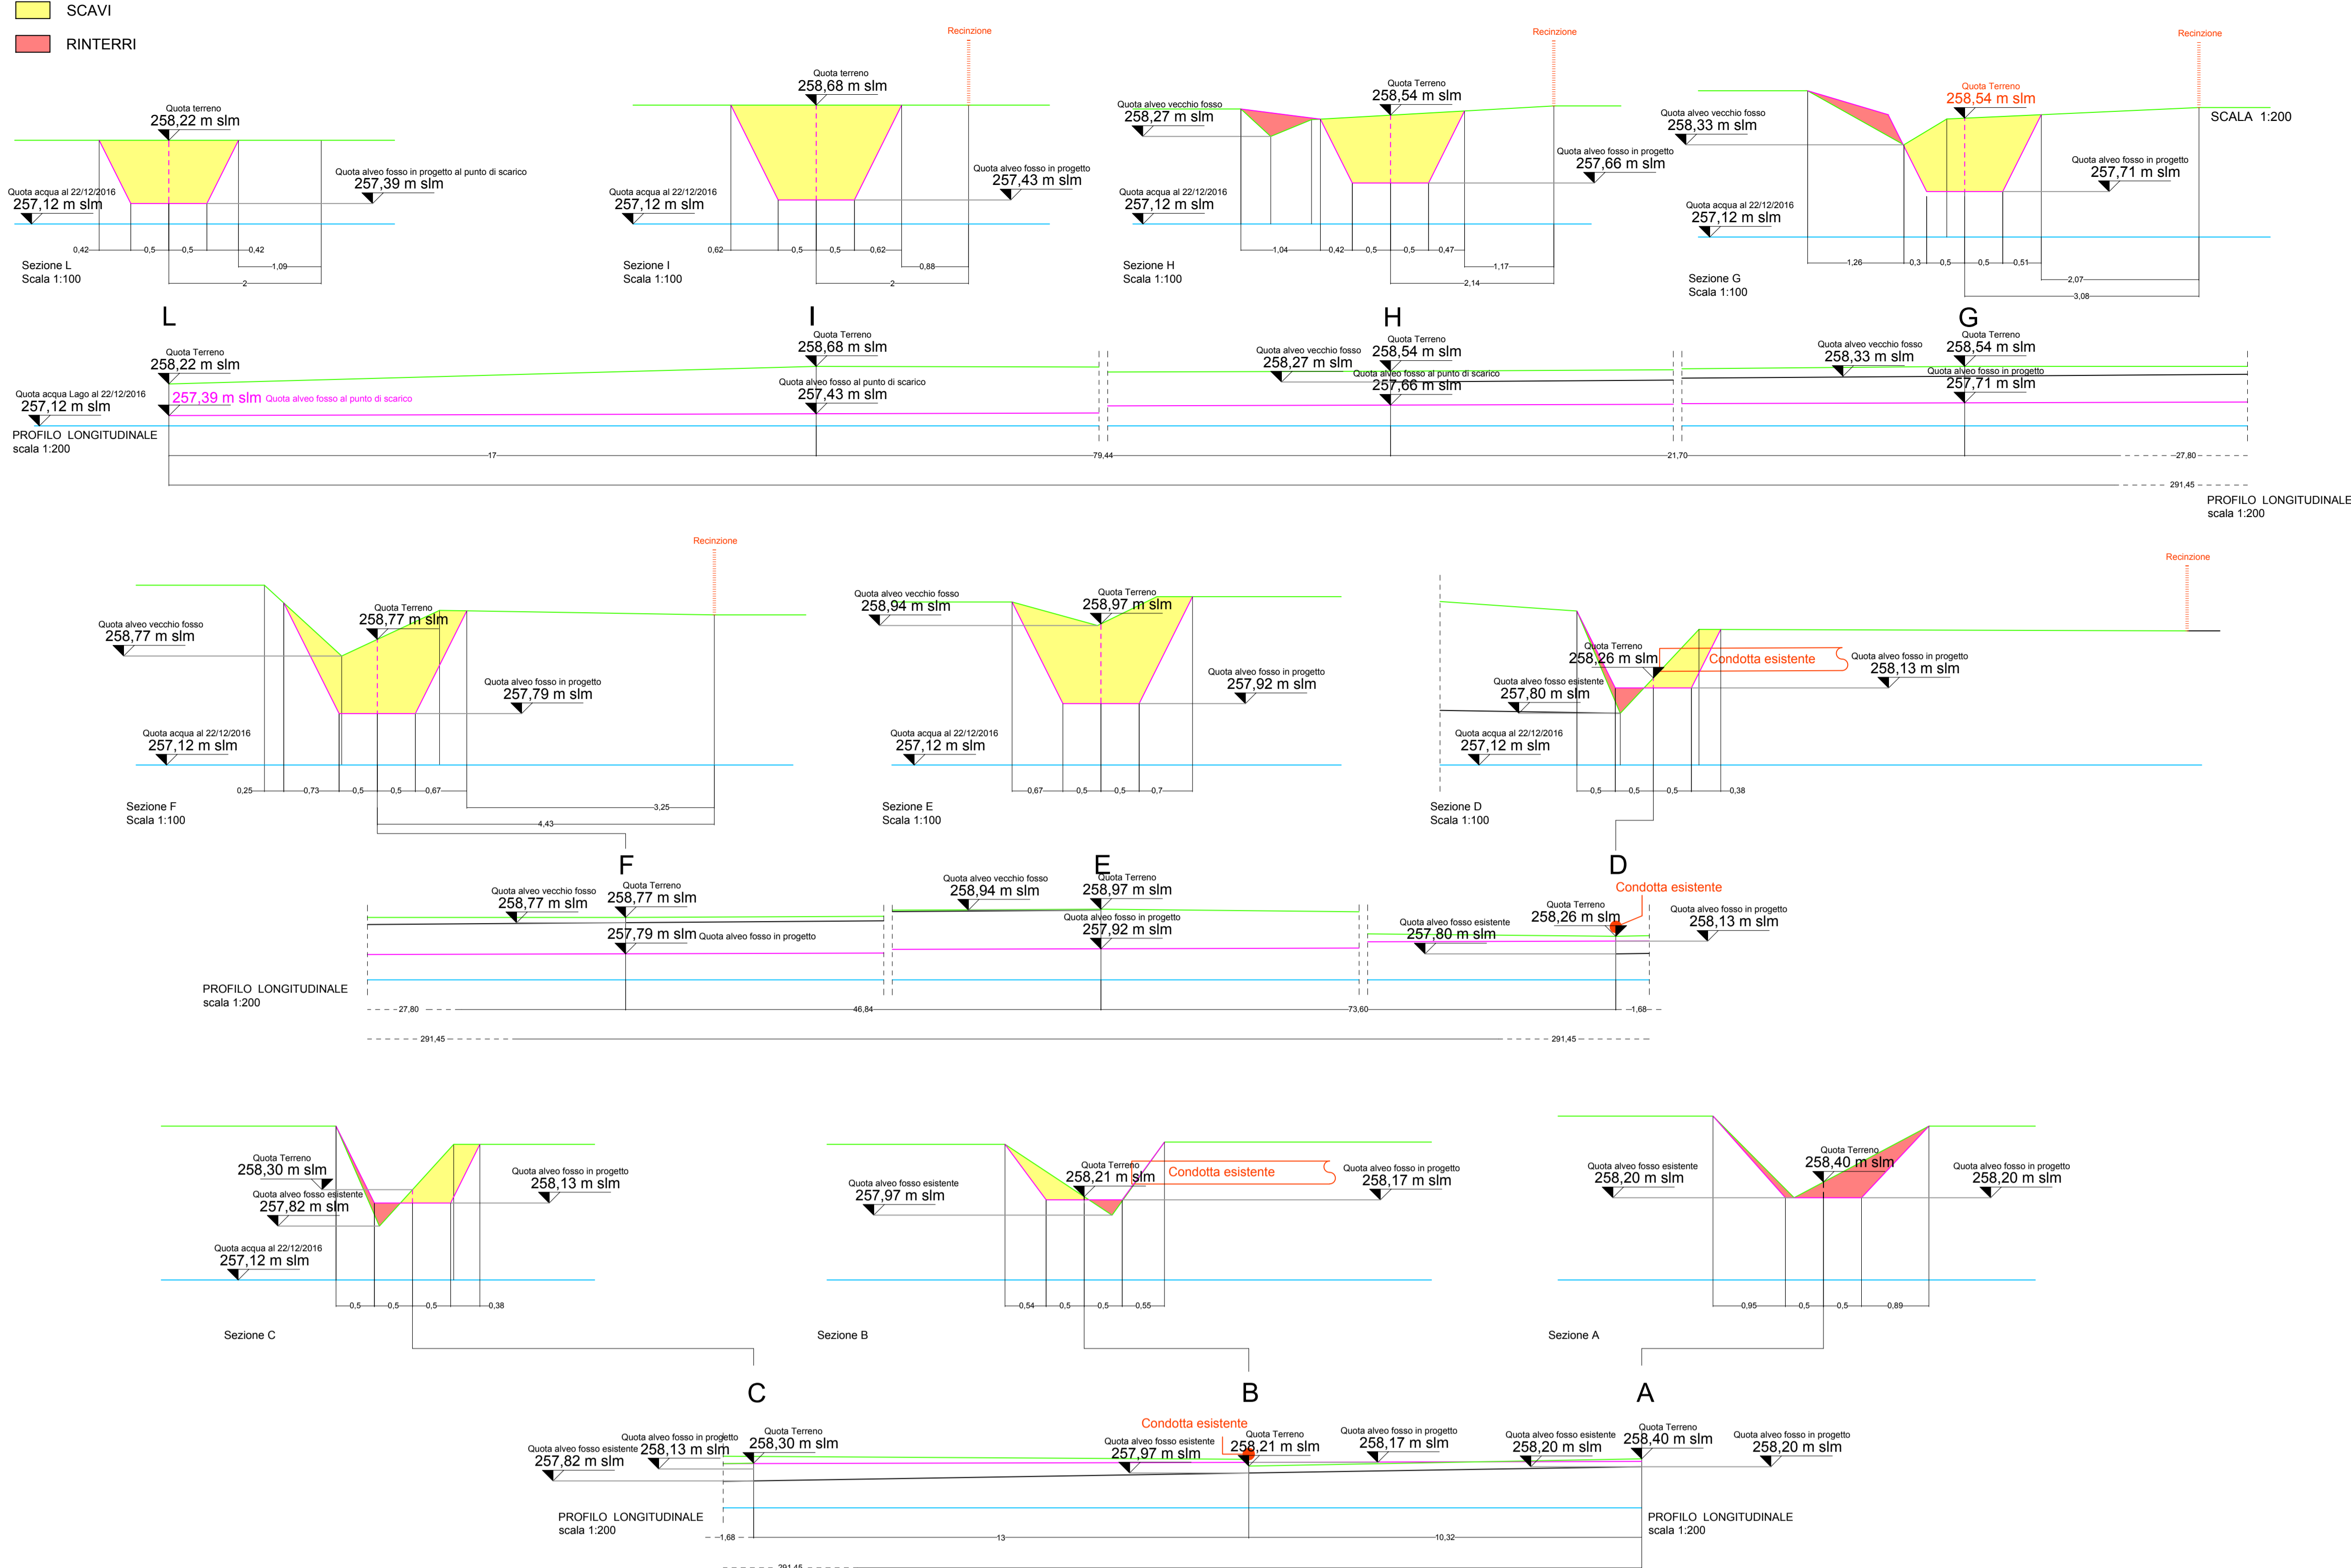 SCAVI
RINTERRI
Quota terreno
258,22 m slm
Quota acqua al 22/12/2016
257,12 m slm
Quota alveo fosso in progetto al punto di scarico
257,39 m slm
0,42
0,5
0,5
0,42
1,09
2
Sezione L
Scala 1:100
Recinzione
Quota terreno
258,68 m slm
Quota acqua al 22/12/2016
257,12 m slm
Quota alveo fosso in progetto
257,43 m slm
0,62
0,5
0,5
0,62
0,88
2
Sezione I
Scala 1:100
Recinzione
Quota alveo vecchio fosso
258,27 m slm
Quota Terreno
258,54 m slm
Quota alveo fosso in progetto
257,66 m slm
Quota acqua al 22/12/2016
257,12 m slm
1,04
0,42
0,5
0,5
0,47
1,17
2,14
Sezione H
Scala 1:100
Recinzione
Quota Terreno
258,54 m slm
SCALA 1:200
Quota alveo vecchio fosso
258,33 m slm
Quota alveo fosso in progetto
257,71 m slm
Quota acqua al 22/12/2016
257,12 m slm
1,26
0,3
0,5
0,5
0,51
2,07
3,08
Sezione G
Scala 1:100
L
I
H
G
Quota Terreno
258,22 m slm
Quota acqua Lago al 22/12/2016
257,12 m slm
257,39 m slm Quota alveo fosso al punto di scarico
Quota Terreno
258,68 m slm
Quota alveo fosso al punto di scarico
257,43 m slm
Quota alveo vecchio fosso
258,27 m slm
Quota Terreno
258,54 m slm
Quota alveo fosso al punto di scarico
257,66 m slm
Quota alveo vecchio fosso
258,33 m slm
Quota Terreno
258,54 m slm
Quota alveo fosso in progetto
257,71 m slm
PROFILO LONGITUDINALE
scala 1:200
17
79,44
21,70
27,80
291,45
PROFILO LONGITUDINALE
scala 1:200
Recinzione
Quota alveo vecchio fosso
258,77 m slm
Quota Terreno
258,77 m slm
Quota alveo fosso in progetto
257,79 m slm
Quota acqua al 22/12/2016
257,12 m slm
0,25
0,73
0,5
0,5
0,67
3,25
4,43
Sezione F
Scala 1:100
Quota alveo vecchio fosso
258,94 m slm
Quota Terreno
258,97 m slm
Quota alveo fosso in progetto
257,92 m slm
Quota acqua al 22/12/2016
257,12 m slm
0,67
0,5
0,5
0,7
Sezione E
Scala 1:100
Recinzione
Quota Terreno
258,26 m slm
Condotta esistente
Quota alveo fosso in progetto
258,13 m slm
Quota alveo fosso esistente
257,80 m slm
Quota acqua al 22/12/2016
257,12 m slm
0,5
0,5
0,5
0,38
Sezione D
Scala 1:100
F
E
D
Quota alveo vecchio fosso
258,77 m slm
Quota Terreno
258,77 m slm
257,79 m slm Quota alveo fosso in progetto
Quota alveo vecchio fosso
258,94 m slm
Quota Terreno
258,97 m slm
Quota alveo fosso in progetto
257,92 m slm
Condotta esistente
Quota Terreno
258,26 m slm
Quota alveo fosso esistente
257,80 m slm
Quota alveo fosso in progetto
258,13 m slm
PROFILO LONGITUDINALE
scala 1:200
27,80
46,84
73,60
1,68
291,45
291,45
Quota Terreno
258,30 m slm
Quota alveo fosso esistente
257,82 m slm
Quota alveo fosso in progetto
258,13 m slm
Quota acqua al 22/12/2016
257,12 m slm
0,5
0,5
0,5
0,38
Sezione C
Quota alveo fosso esistente
257,97 m slm
Quota Terreno
258,21 m slm
Condotta esistente
Quota alveo fosso in progetto
258,17 m slm
0,54
0,5
0,5
0,55
Sezione B
Quota alveo fosso esistente
258,20 m slm
Quota Terreno
258,40 m slm
Quota alveo fosso in progetto
258,20 m slm
0,95
0,5
0,5
0,89
Sezione A
C
B
A
Quota alveo fosso esistente
257,82 m slm
Quota alveo fosso in progetto
258,13 m slm
Quota Terreno
258,30 m slm
Condotta esistente
Quota alveo fosso esistente
257,97 m slm
Quota Terreno
258,21 m slm
Quota alveo fosso in progetto
258,17 m slm
Quota alveo fosso esistente
258,20 m slm
Quota Terreno
258,40 m slm
Quota alveo fosso in progetto
258,20 m slm
PROFILO LONGITUDINALE
scala 1:200
PROFILO LONGITUDINALE
scala 1:200
1,68
13
10,32
291,45